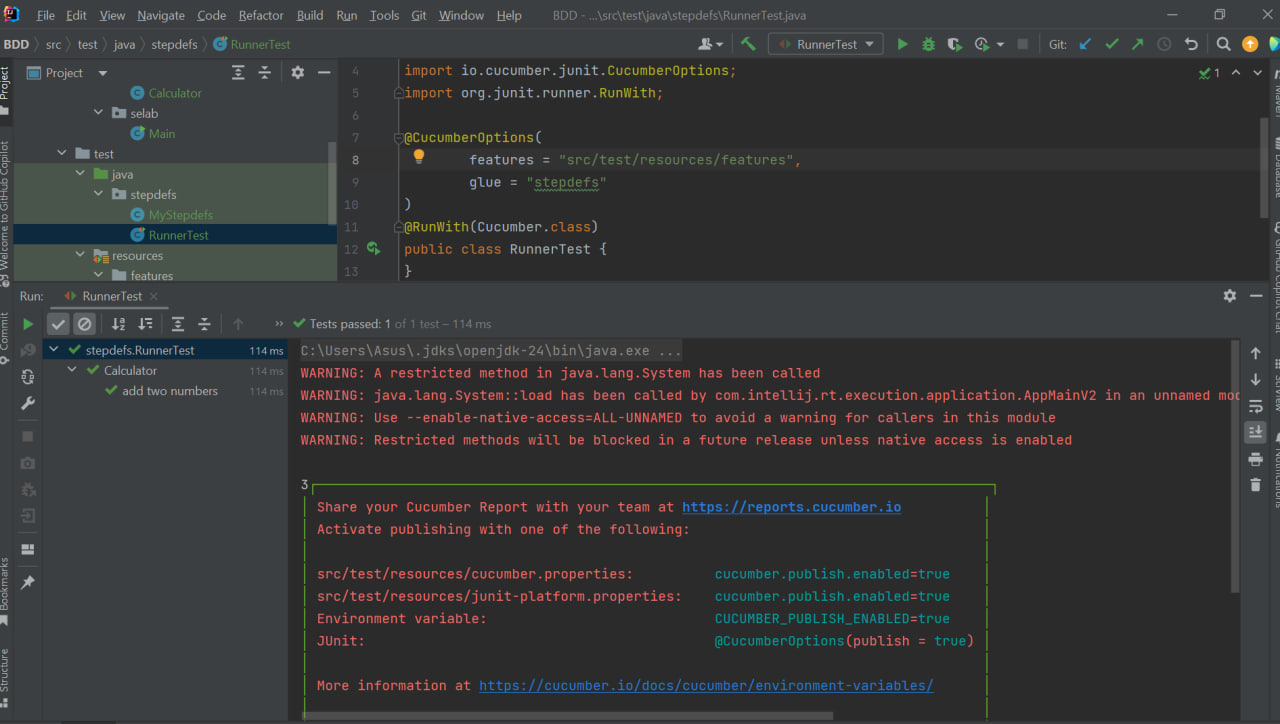 File Edit View Navigate Code Refactor Build Run Tools Git Window Help BDD - ...\src\test\java\stepdefs\RunnerTest.java
BDD src test java stepdefs RunnerTest RunnerTest Git:
Project
Calculator
selab
Main
test
java
stepdefs
MyStepdefs
RunnerTest
resources
features
4 import io.cucumber.junit.CucumberOptions;
5 import org.junit.runner.RunWith;
6
7 @CucumberOptions(
8 features = "src/test/resources/features",
9 glue = "stepdefs"
10 )
11 @RunWith(Cucumber.class)
12 public class RunnerTest {
13 }
1
Run: RunnerTest
Tests passed: 1 of 1 test – 114 ms
stepdefs.RunnerTest 114 ms
Calculator 114 ms
add two numbers 114 ms
C:\Users\Asus\.jdks\openjdk-24\bin\java.exe ...
WARNING: A restricted method in java.lang.System has been called
WARNING: java.lang.System::load has been called by com.intellij.rt.execution.application.AppMainV2 in an unnamed mod
WARNING: Use --enable-native-access=ALL-UNNAMED to avoid a warning for callers in this module
WARNING: Restricted methods will be blocked in a future release unless native access is enabled
3
Share your Cucumber Report with your team at https://reports.cucumber.io
Activate publishing with one of the following:
src/test/resources/cucumber.properties: cucumber.publish.enabled=true
src/test/resources/junit-platform.properties: cucumber.publish.enabled=true
Environment variable: CUCUMBER_PUBLISH_ENABLED=true
JUnit: @CucumberOptions(publish = true)
More information at https://cucumber.io/docs/cucumber/environment-variables/
Project
Welcome to GitHub Copilot
Commit
Bookmarks
Structure
Database
GitHub Copilot Chat
Notifications